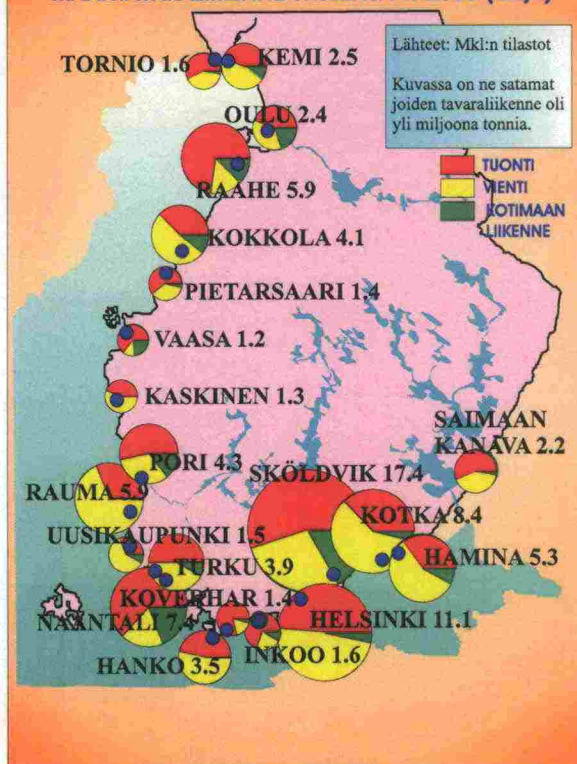 Lähteet: Mkl:n tilastot
Kuvassa on ne satamat
joiden tavaraliikenne oli
yli miljoona tonnia.
TUONTI
VIENTI
KOTIMAAN
LIIKENNE
TORNIO 1.6
KEMI 2.5
OULU 2.4
RAAHE 5.9
KOKKOLA 4.1
PIETARSAARI 1.4
VAASA 1.2
KASKINEN 1.3
SAIMAAN
KANAVA 2.2
PORI 4.3
SKÖLDVIK 17.4
RAUMA 5.9
KOTKA 8.4
UUSIKAUPUNKI 1.5
HAMINA 5.3
TURKU 3.9
KOVERHAR 1.4
HELSINKI 11.1
NAANTALI 7.4
INKOO 1.6
HANKO 3.5